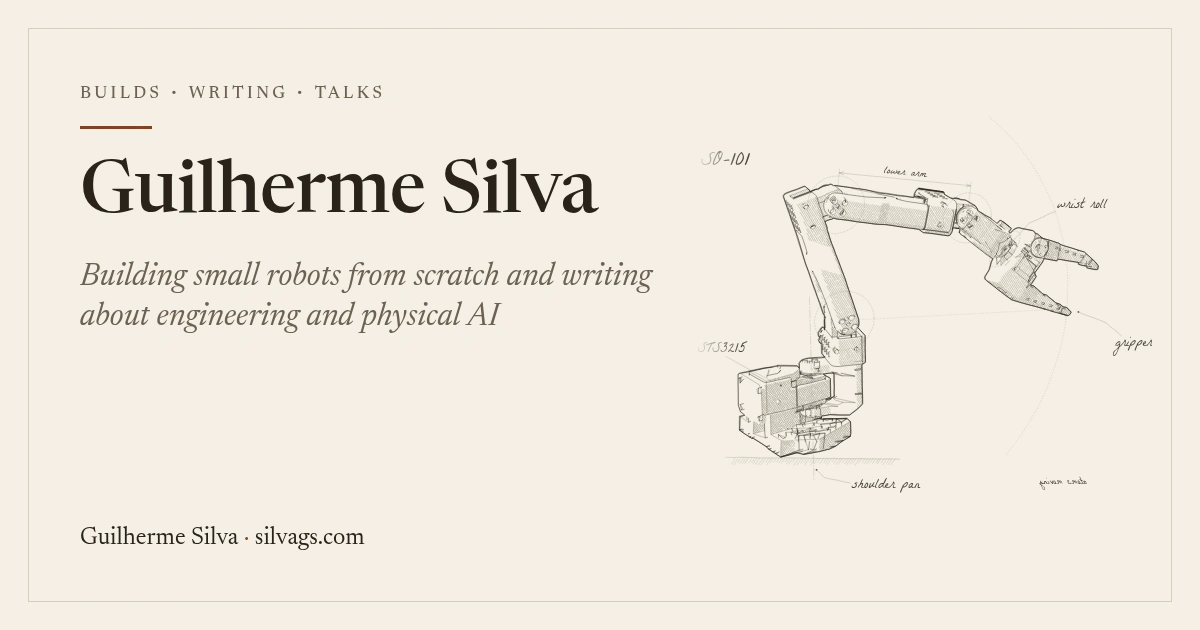 BUILDS · WRITING · TALKS
Guilherme Silva
Building small robots from scratch and writing
about engineering and physical AI
Guilherme Silva · silvags.com
SO-101
lower arm
wrist roll
gripper
STS3215
shoulder pan